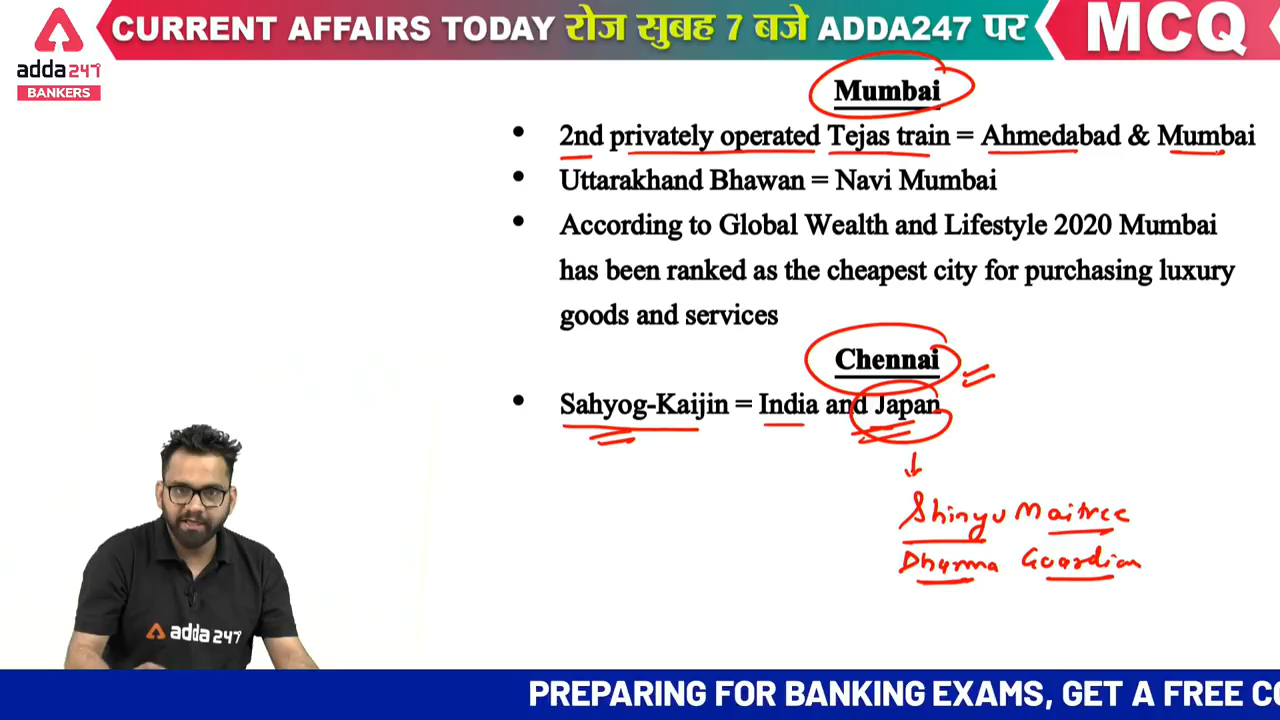 CURRENT AFFAIRS TODAY रोज सुबह 7 बजे ADDA247 पर
MCQ
adda247
BANKERS
Mumbai
• 2nd privately operated Tejas train = Ahmedabad & Mumbai
• Uttarakhand Bhawan = Navi Mumbai
• According to Global Wealth and Lifestyle 2020 Mumbai
has been ranked as the cheapest city for purchasing luxury
goods and services
Chennai
• Sahyog-Kaijin = India and Japan
Shinyu Maitree
Dharma Guardian
adda247
PREPARING FOR BANKING EXAMS, GET A FREE CO